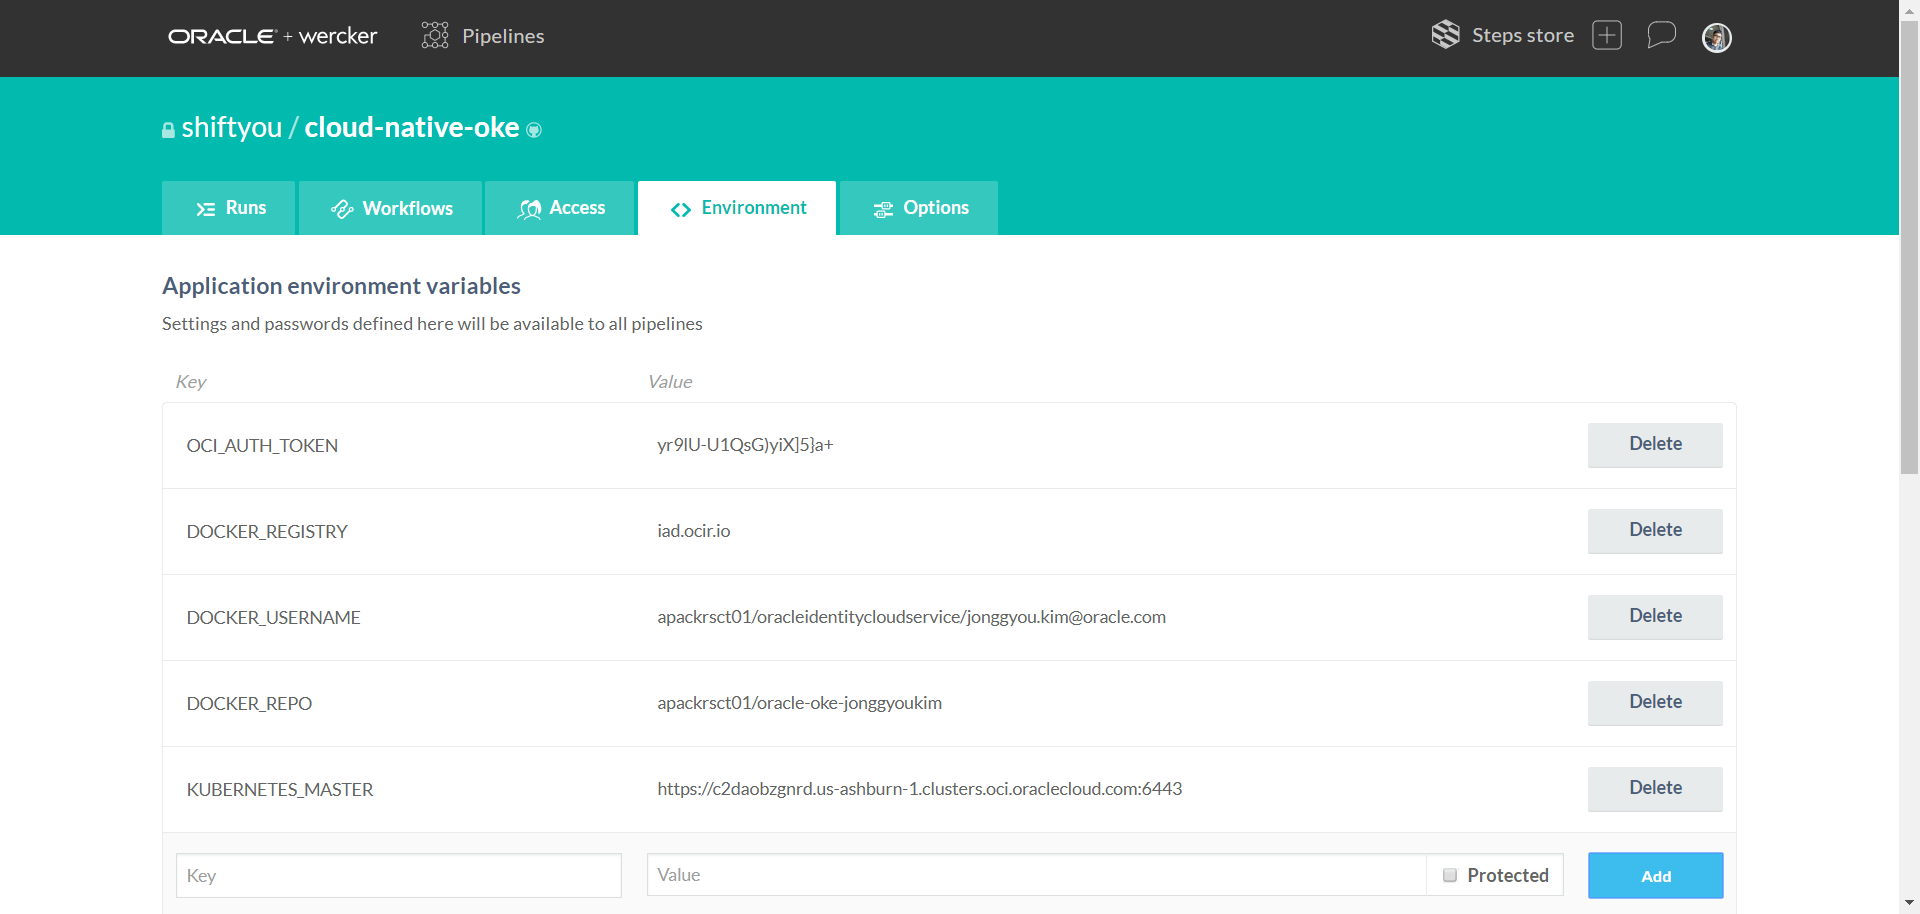 ORACLE + wercker Pipelines Steps store
shiftyou / cloud-native-oke
Runs Workflows Access Environment Options
Application environment variables
Settings and passwords defined here will be available to all pipelines
Key Value
OCI_AUTH_TOKEN yr9lU-U1QsG)yiX]5}a+ Delete
DOCKER_REGISTRY iad.ocir.io Delete
DOCKER_USERNAME apackrsct01/oracleidentitycloudservice/jonggyou.kim@oracle.com Delete
DOCKER_REPO apackrsct01/oracle-oke-jonggyoukim Delete
KUBERNETES_MASTER https://c2daobzgnrd.us-ashburn-1.clusters.oci.oraclecloud.com:6443 Delete
Key Value Protected Add